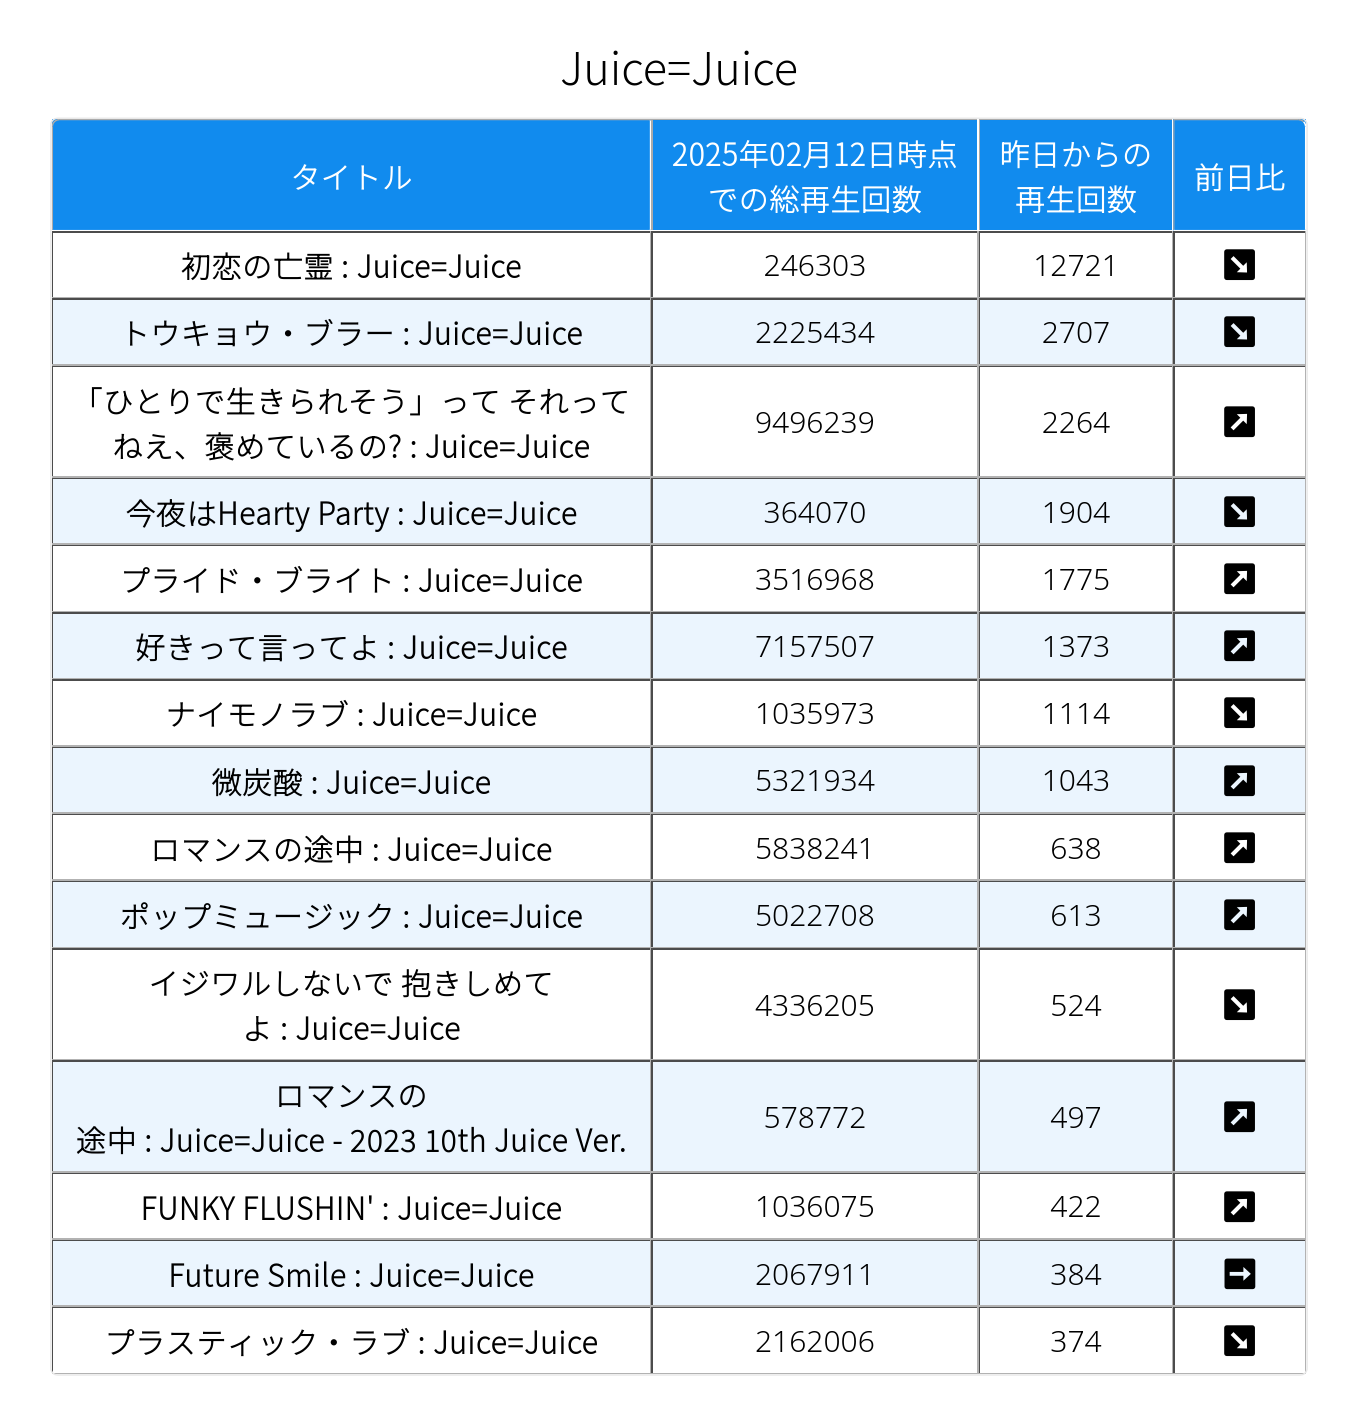 Juice=Juice
タイトル
2025年02月12日時点
での総再生回数
昨日からの
再生回数
前日比
初恋の亡霊 : Juice=Juice
246303
12721
↘
トウキョウ・ブラー : Juice=Juice
2225434
2707
↘
「ひとりで生きられそう」って それって
ねえ、褒めているの? : Juice=Juice
9496239
2264
↗
今夜はHearty Party : Juice=Juice
364070
1904
↘
プライド・ブライト : Juice=Juice
3516968
1775
↗
好きって言ってよ : Juice=Juice
7157507
1373
↗
ナイモノラブ : Juice=Juice
1035973
1114
↘
微炭酸 : Juice=Juice
5321934
1043
↗
ロマンスの途中 : Juice=Juice
5838241
638
↗
ポップミュージック : Juice=Juice
5022708
613
↗
イジワルしないで 抱きしめて
よ : Juice=Juice
4336205
524
↘
ロマンスの
途中 : Juice=Juice - 2023 10th Juice Ver.
578772
497
↗
FUNKY FLUSHIN' : Juice=Juice
1036075
422
↗
Future Smile : Juice=Juice
2067911
384
→
プラスティック・ラブ : Juice=Juice
2162006
374
↘